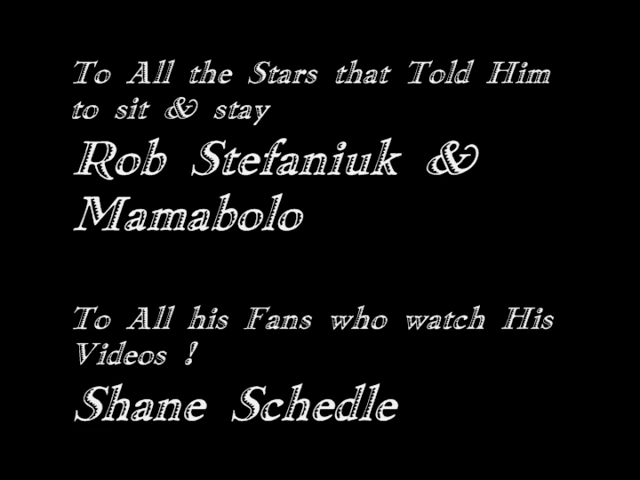 To All the Stars that Told Him
to sit & stay
Rob Stefaniuk &
Mamabolo
To All his Fans who watch His
Videos !
Shane Schedle